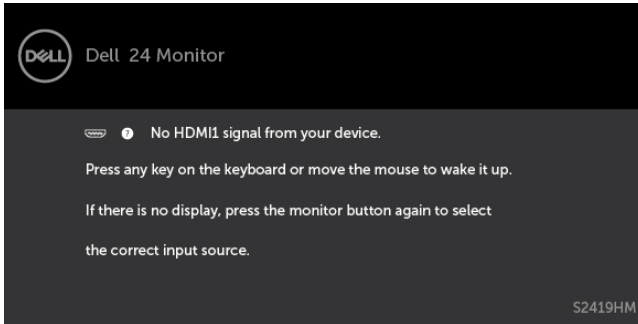 DELL
Dell 24 Monitor
? No HDMI1 signal from your device.
Press any key on the keyboard or move the mouse to wake it up.
If there is no display, press the monitor button again to select
the correct input source.
S2419HM